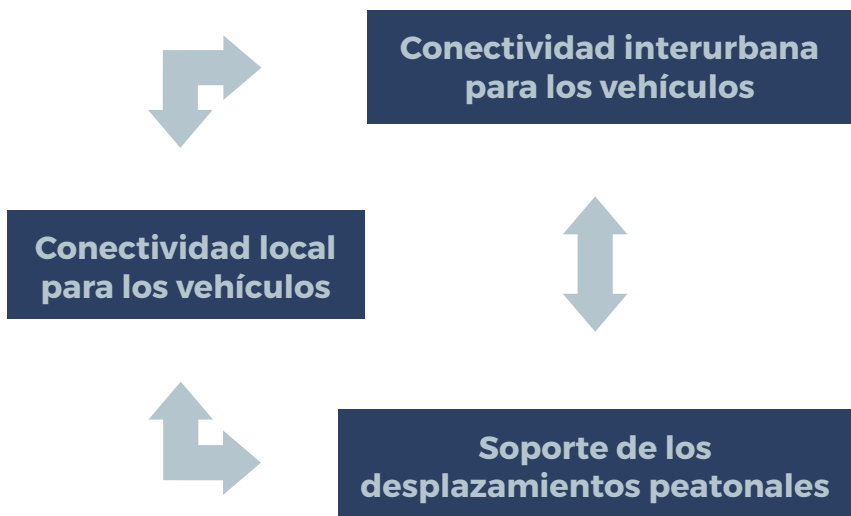 Conectividad interurbana
para los vehículos
Conectividad local
para los vehículos
Soporte de los
desplazamientos peatonales